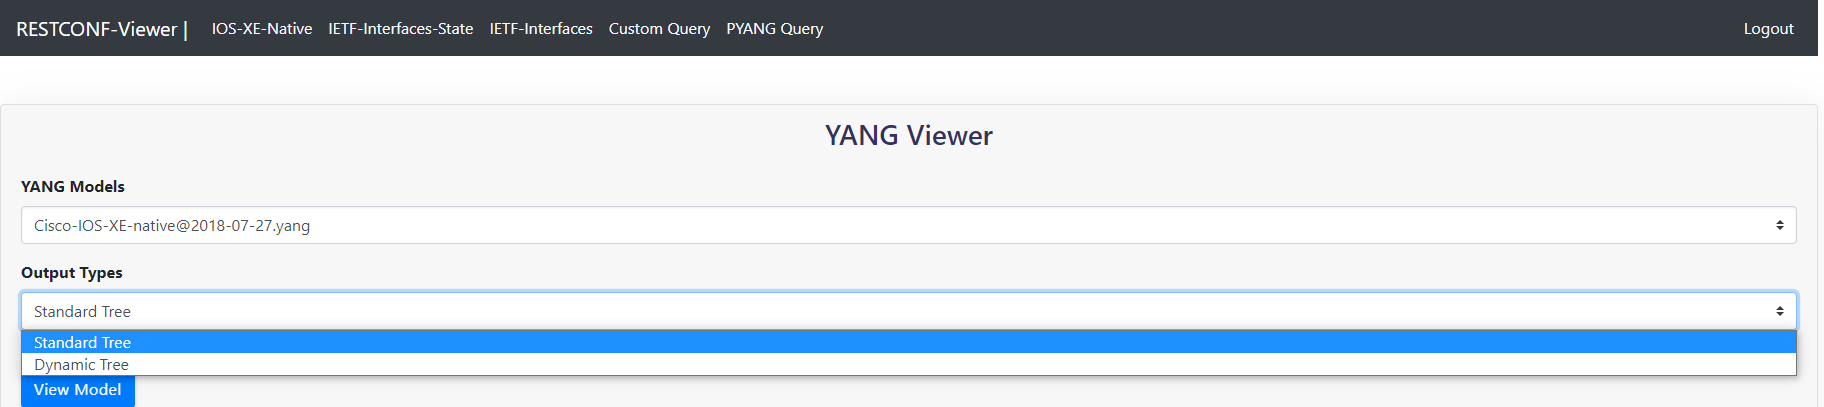 RESTCONF-Viewer | IOS-XE-Native IETF-Interfaces-State IETF-Interfaces Custom Query PYANG Query Logout
YANG Viewer
YANG Models
Cisco-IOS-XE-native@2018-07-27.yang
Output Types
Standard Tree
Standard Tree
Dynamic Tree
View Model